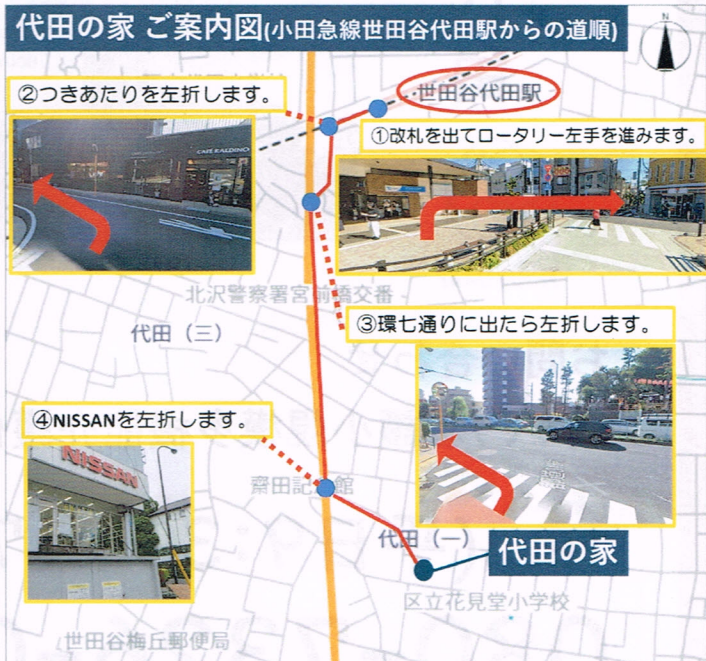 代田の家 ご案内図(小田急線世田谷代田駅からの道順)
N
世田谷代田駅
②つきあたりを左折します。
①改札を出てロータリー左手を進みます。
CAFE KALDINO
北沢警察署宮前橋交番
代田（三）
③環七通りに出たら左折します。
④NISSANを左折します。
NISSAN
齋田記 館
代田（一）
代田の家
区立花見堂小学校
世田谷梅丘郵便局